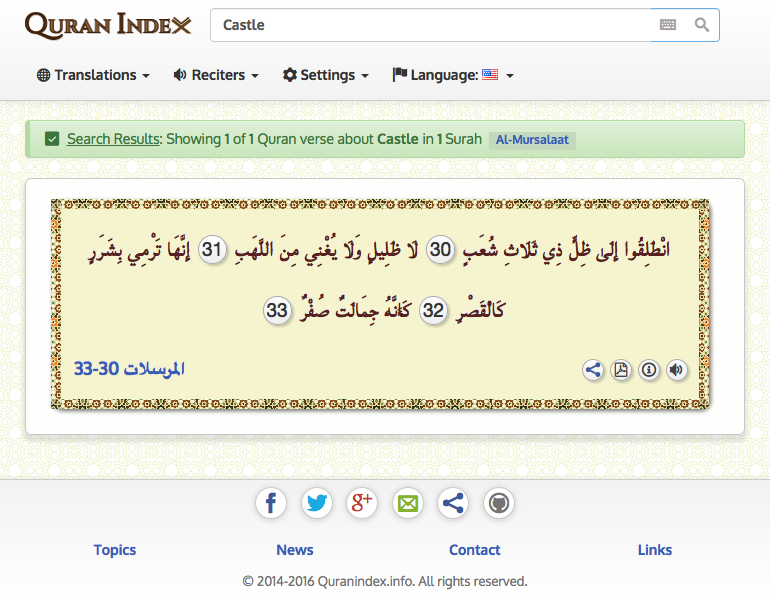 QURAN INDEX
Castle
Translations
Reciters
Settings
Language:
Search Results: Showing 1 of 1 Quran verse about Castle in 1 Surah Al-Mursalaat
انْطَلِقُوا إِلَىٰ ظِلٍّ ذِي ثَلَاثِ شُعَبٍ 30 لَا ظَلِيلٍ وَلَا يُغْنِي مِنَ اللَّهَبِ 31 إِنَّهَا تَرْمِي بِشَرَرٍ
كَالْقَصْرِ 32 كَأَنَّهُ جِمَالَتٌ صُفْرٌ 33
المرسلات 30-33
Topics
News
Contact
Links
© 2014-2016 Quranindex.info. All rights reserved.